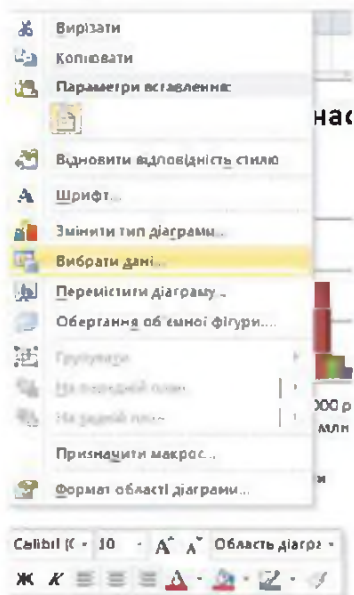 Вирізати
Копіювати
Параметри вставлення:
нас
Відновити відповідність стилю
Шрифт...
Змінити тип діаграми...
Вибрати дані...
Перемістити діаграму...
Обертання об'ємної фігури...
Групувати
На передній план
000 р
На задній план
млн
Призначити макрос...
и
Формат області діаграми...
Calibri (С 10 A A Область діагра
Ж К А